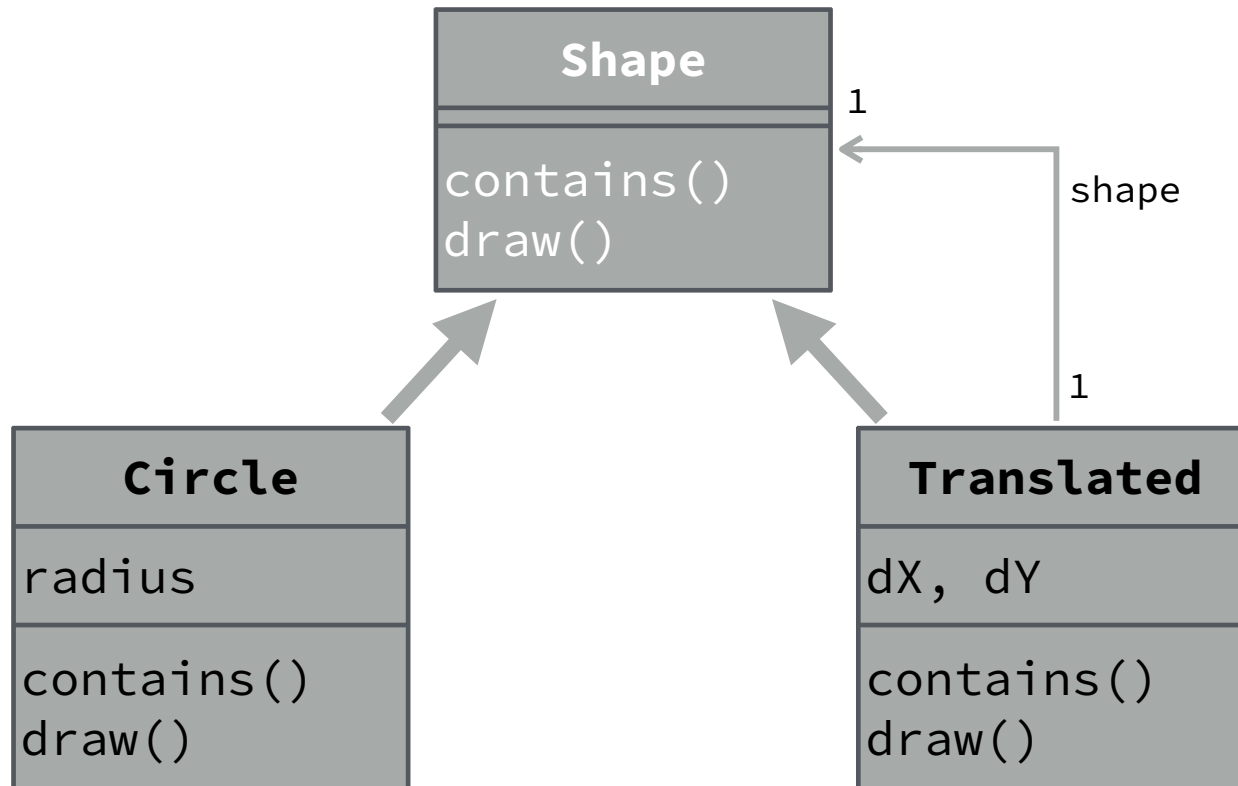 Shape
1
contains()
draw()
shape
1
Circle
radius
contains()
draw()
Translated
dX, dY
contains()
draw()